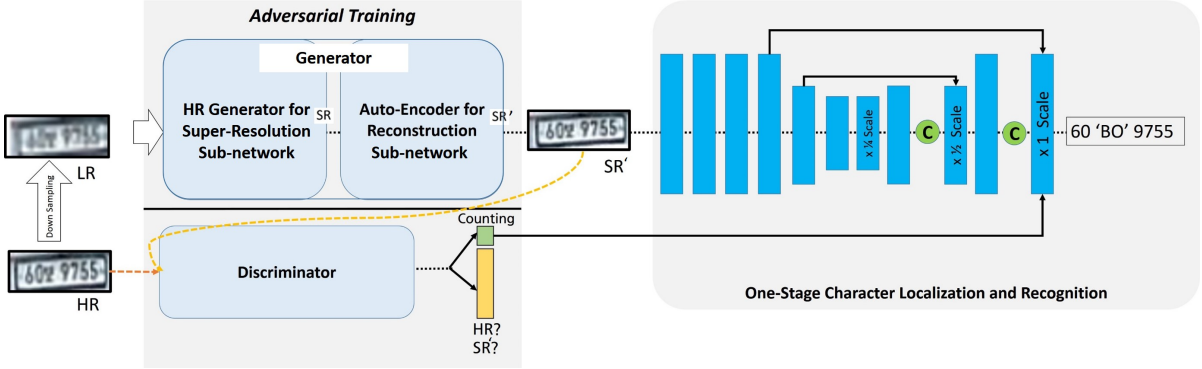 Adversarial Training
Generator
HR Generator for
Super-Resolution
Sub-network
SR
Auto-Encoder for
Reconstruction
Sub-network
SR'
LR
Down Sampling
HR
9755
SR'
Discriminator
Counting
HR?
SR'?
x ¼ Scale
C
x ½ Scale
C
x 1 Scale
60 ‘BO’ 9755
One-Stage Character Localization and Recognition